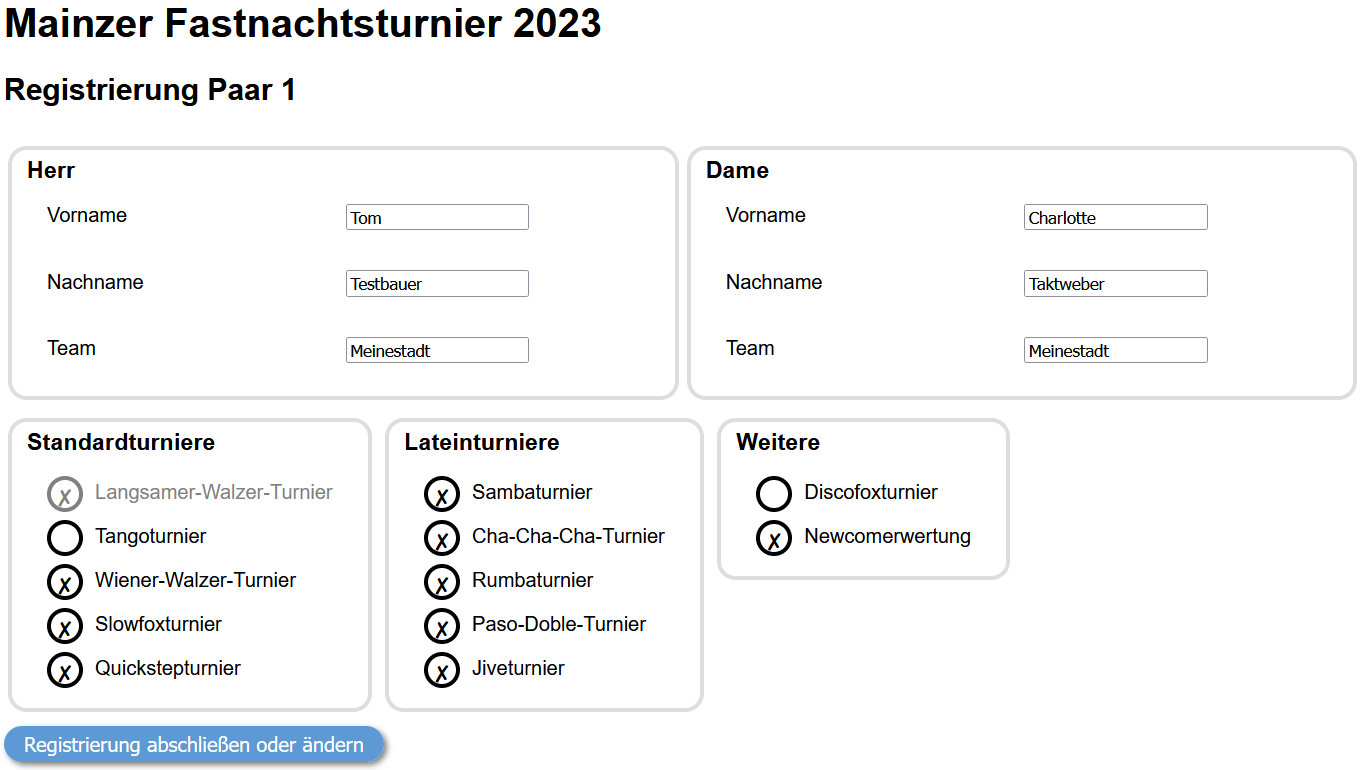 Mainzer Fastnachtsturnier 2023
Registrierung Paar 1
Herr
Vorname Tom
Nachname Testbauer
Team Meinestadt
Dame
Vorname Charlotte
Nachname Taktweber
Team Meinestadt
Standardturniere
✗ Langsamer-Walzer-Turnier
Tangoturnier
✗ Wiener-Walzer-Turnier
✗ Slowfoxturnier
✗ Quickstepturnier
Lateinturniere
✗ Sambaturnier
✗ Cha-Cha-Cha-Turnier
✗ Rumbaturnier
✗ Paso-Doble-Turnier
✗ Jiveturnier
Weitere
Discofoxturnier
✗ Newcomerwertung
Registrierung abschließen oder ändern